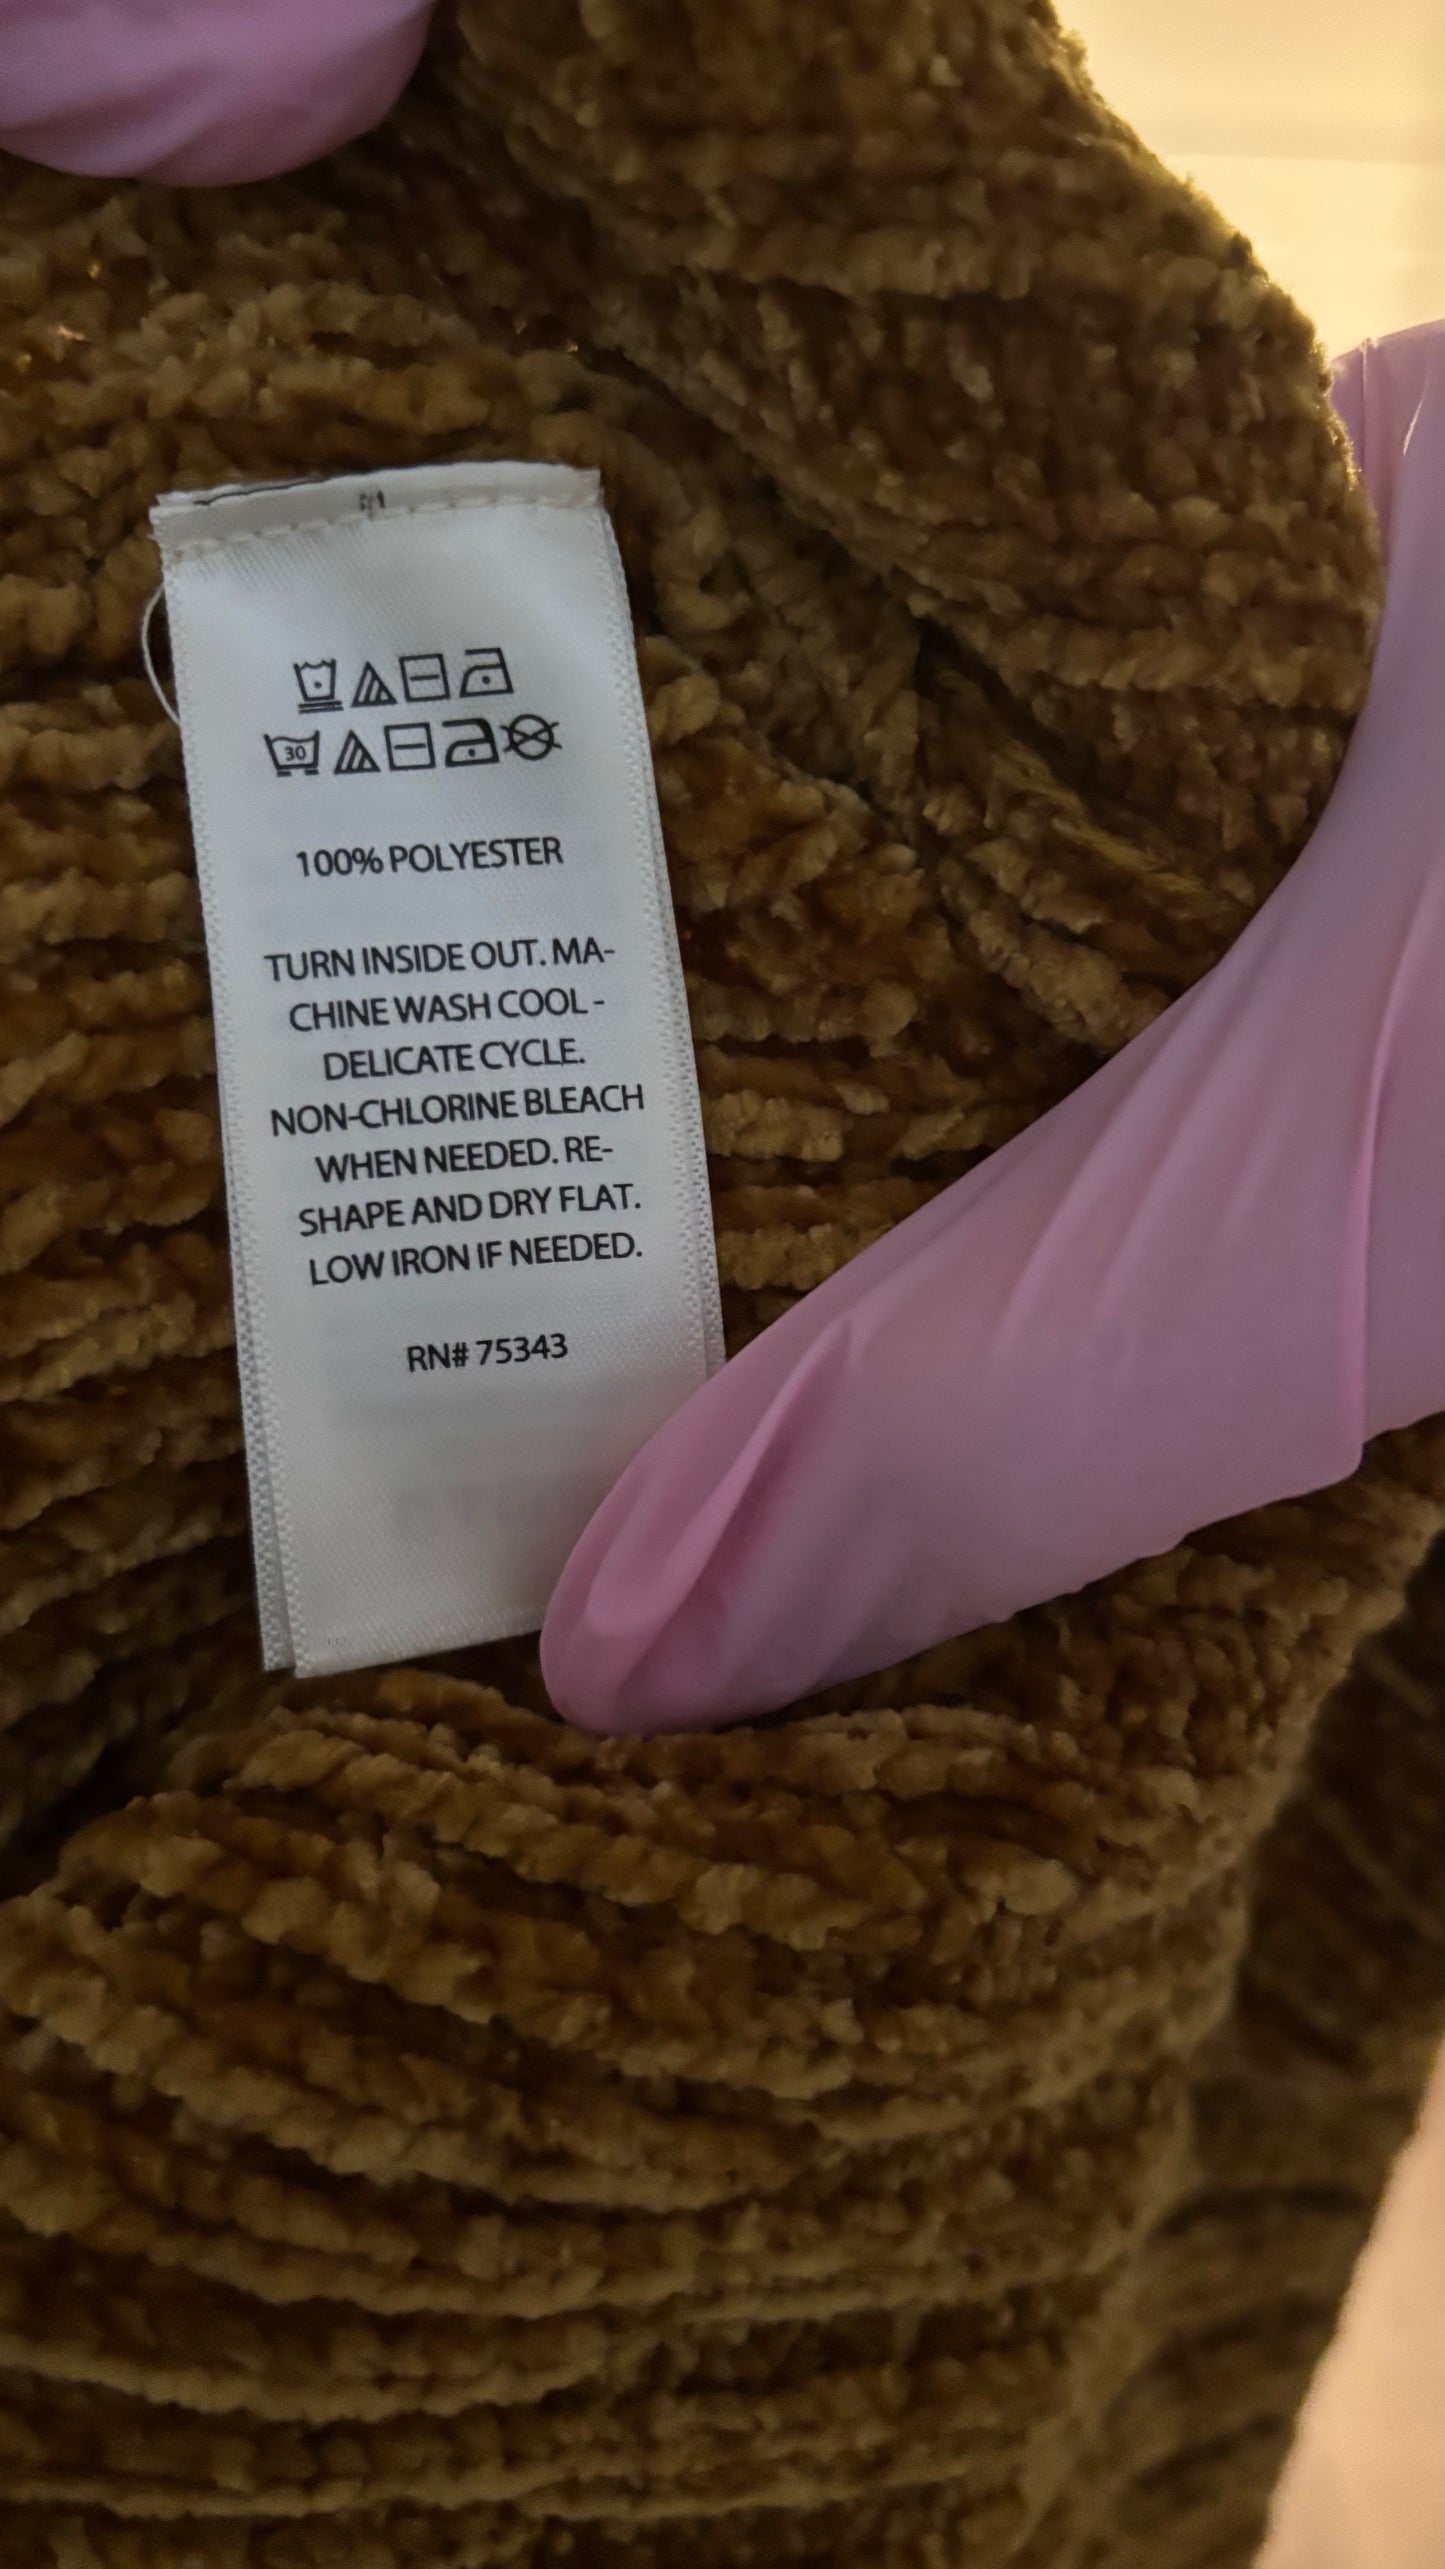 30
100% POLYESTER
TURN INSIDE OUT. MA-
CHINE WASH COOL -
DELICATE CYCLE.
NON-CHLORINE BLEACH
WHEN NEEDED. RE-
SHAPE AND DRY FLAT.
LOW IRON IF NEEDED.
RN# 75343